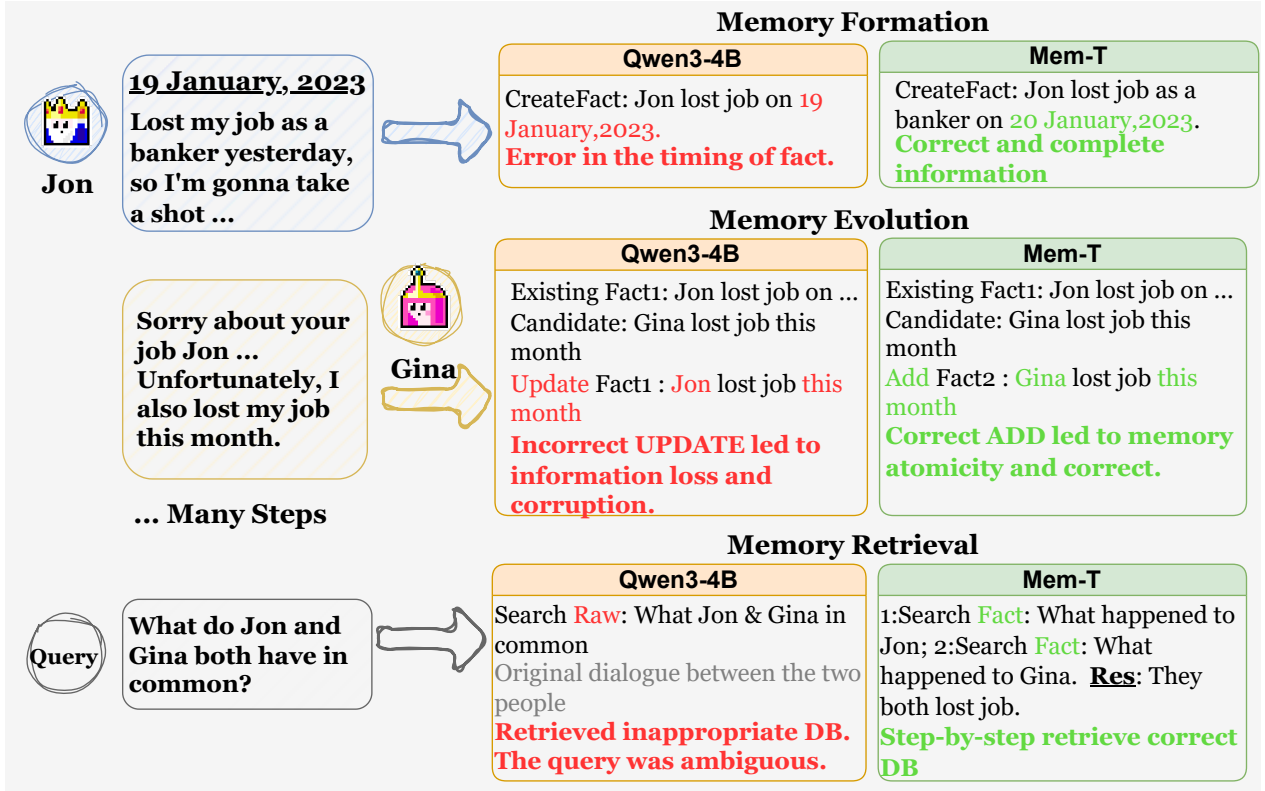 Memory Formation
19 January, 2023
Lost my job as a
banker yesterday,
so I'm gonna take
a shot ...
Jon
Qwen3-4B
CreateFact: Jon lost job on 19
January,2023.
Error in the timing of fact.
Mem-T
CreateFact: Jon lost job as a
banker on 20 January,2023.
Correct and complete
information
Memory Evolution
Sorry about your
job Jon ...
Unfortunately, I
also lost my job
this month.
Gina
Qwen3-4B
Existing Fact1: Jon lost job on ...
Candidate: Gina lost job this
month
Update Fact1 : Jon lost job this
month
Incorrect UPDATE led to
information loss and
corruption.
Mem-T
Existing Fact1: Jon lost job on ...
Candidate: Gina lost job this
month
Add Fact2 : Gina lost job this
month
Correct ADD led to memory
atomicity and correct.
... Many Steps
Memory Retrieval
Query
What do Jon and
Gina both have in
common?
Qwen3-4B
Search Raw: What Jon & Gina in
common
Original dialogue between the two
people
Retrieved inappropriate DB.
The query was ambiguous.
Mem-T
1:Search Fact: What happened to
Jon; 2:Search Fact: What
happened to Gina. Res: They
both lost job.
Step-by-step retrieve correct
DB